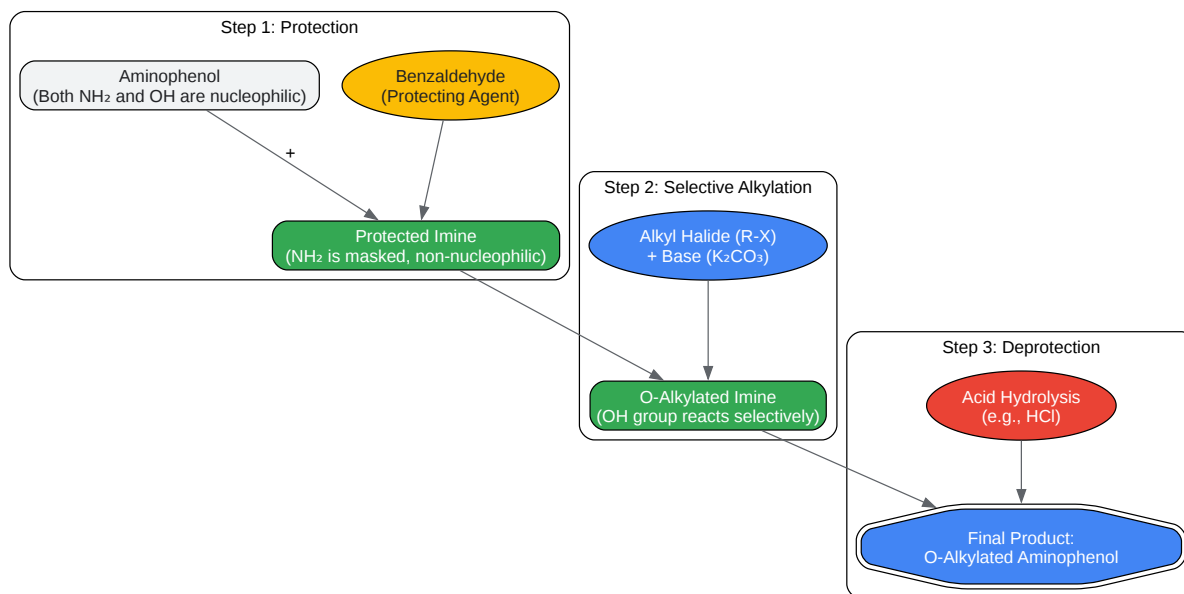 Step 1: Protection
Aminophenol
(Both NH₂ and OH are nucleophilic)
Benzaldehyde
(Protecting Agent)
+
Protected Imine
(NH₂ is masked, non-nucleophilic)
Step 2: Selective Alkylation
Alkyl Halide (R-X)
+ Base (K₂CO₃)
O-Alkylated Imine
(OH group reacts selectively)
Step 3: Deprotection
Acid Hydrolysis
(e.g., HCl)
Final Product:
O-Alkylated Aminophenol